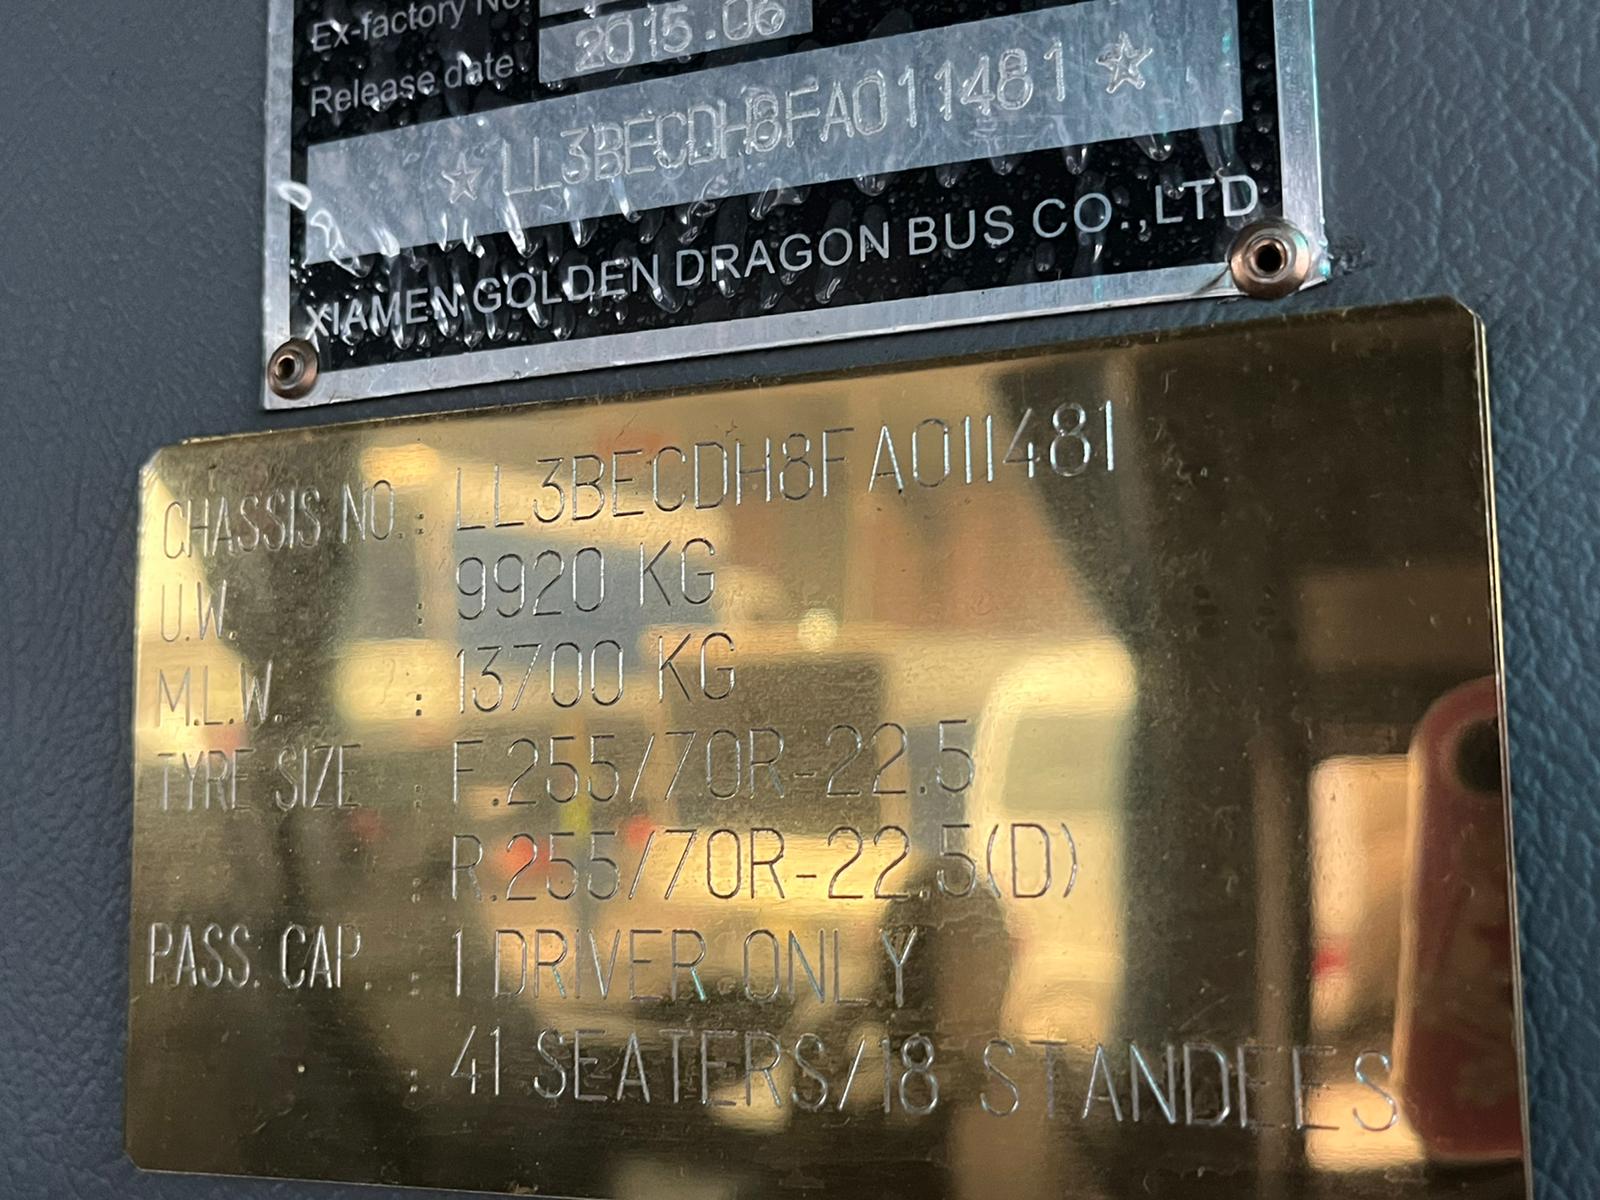 Ex-factory No.
Release date 2015.06
☆ LL3BECDH8FA011481 ☆
XIAMEN GOLDEN DRAGON BUS CO.,LTD
CHASSIS NO. : LL3BECDH8FA011481
U.W. : 9920 KG
M.L.W. : 13700 KG
TYRE SIZE : F.255/70R-22.5
: R.255/70R-22.5(D)
PASS. CAP. : 1 DRIVER ONLY
: 41 SEATERS/18 STANDEES